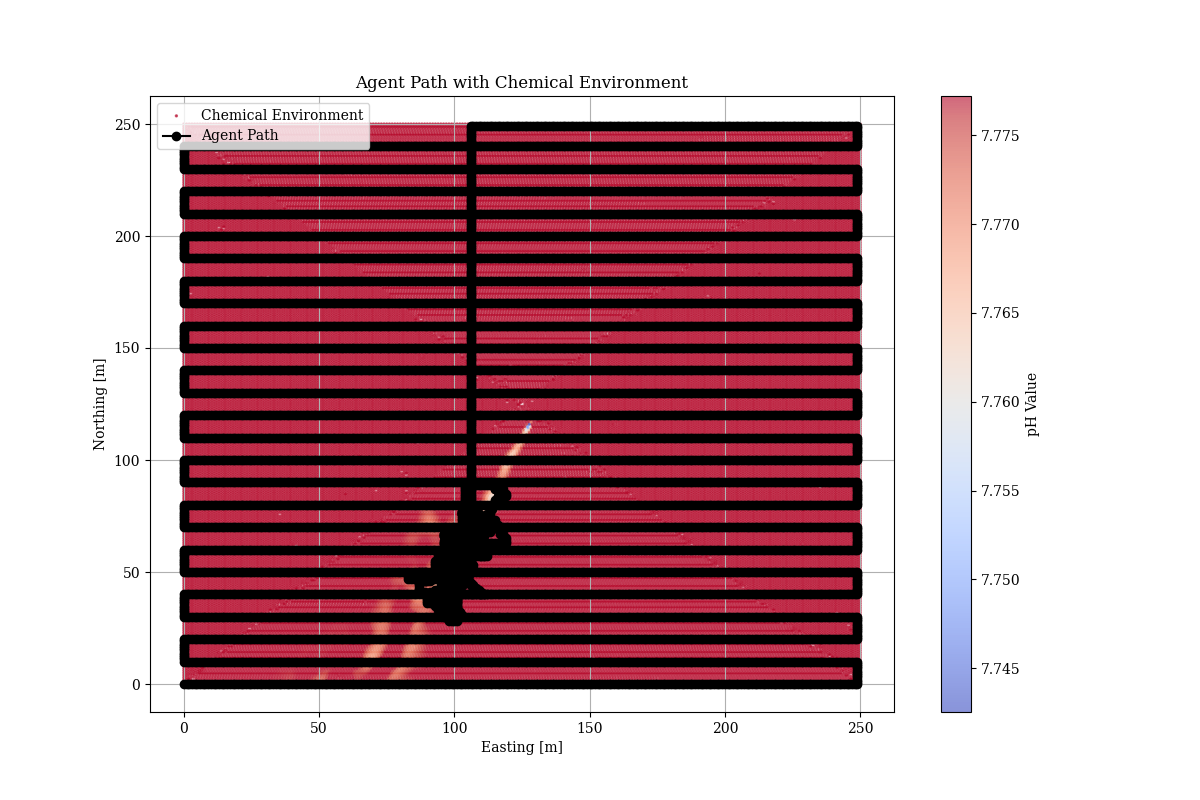 Agent Path with Chemical Environment
Chemical Environment
Agent Path
250
200
150
100
50
0
Northing [m]
0 50 100 150 200 250
Easting [m]
7.775
7.770
7.765
7.760
7.755
7.750
7.745
pH Value